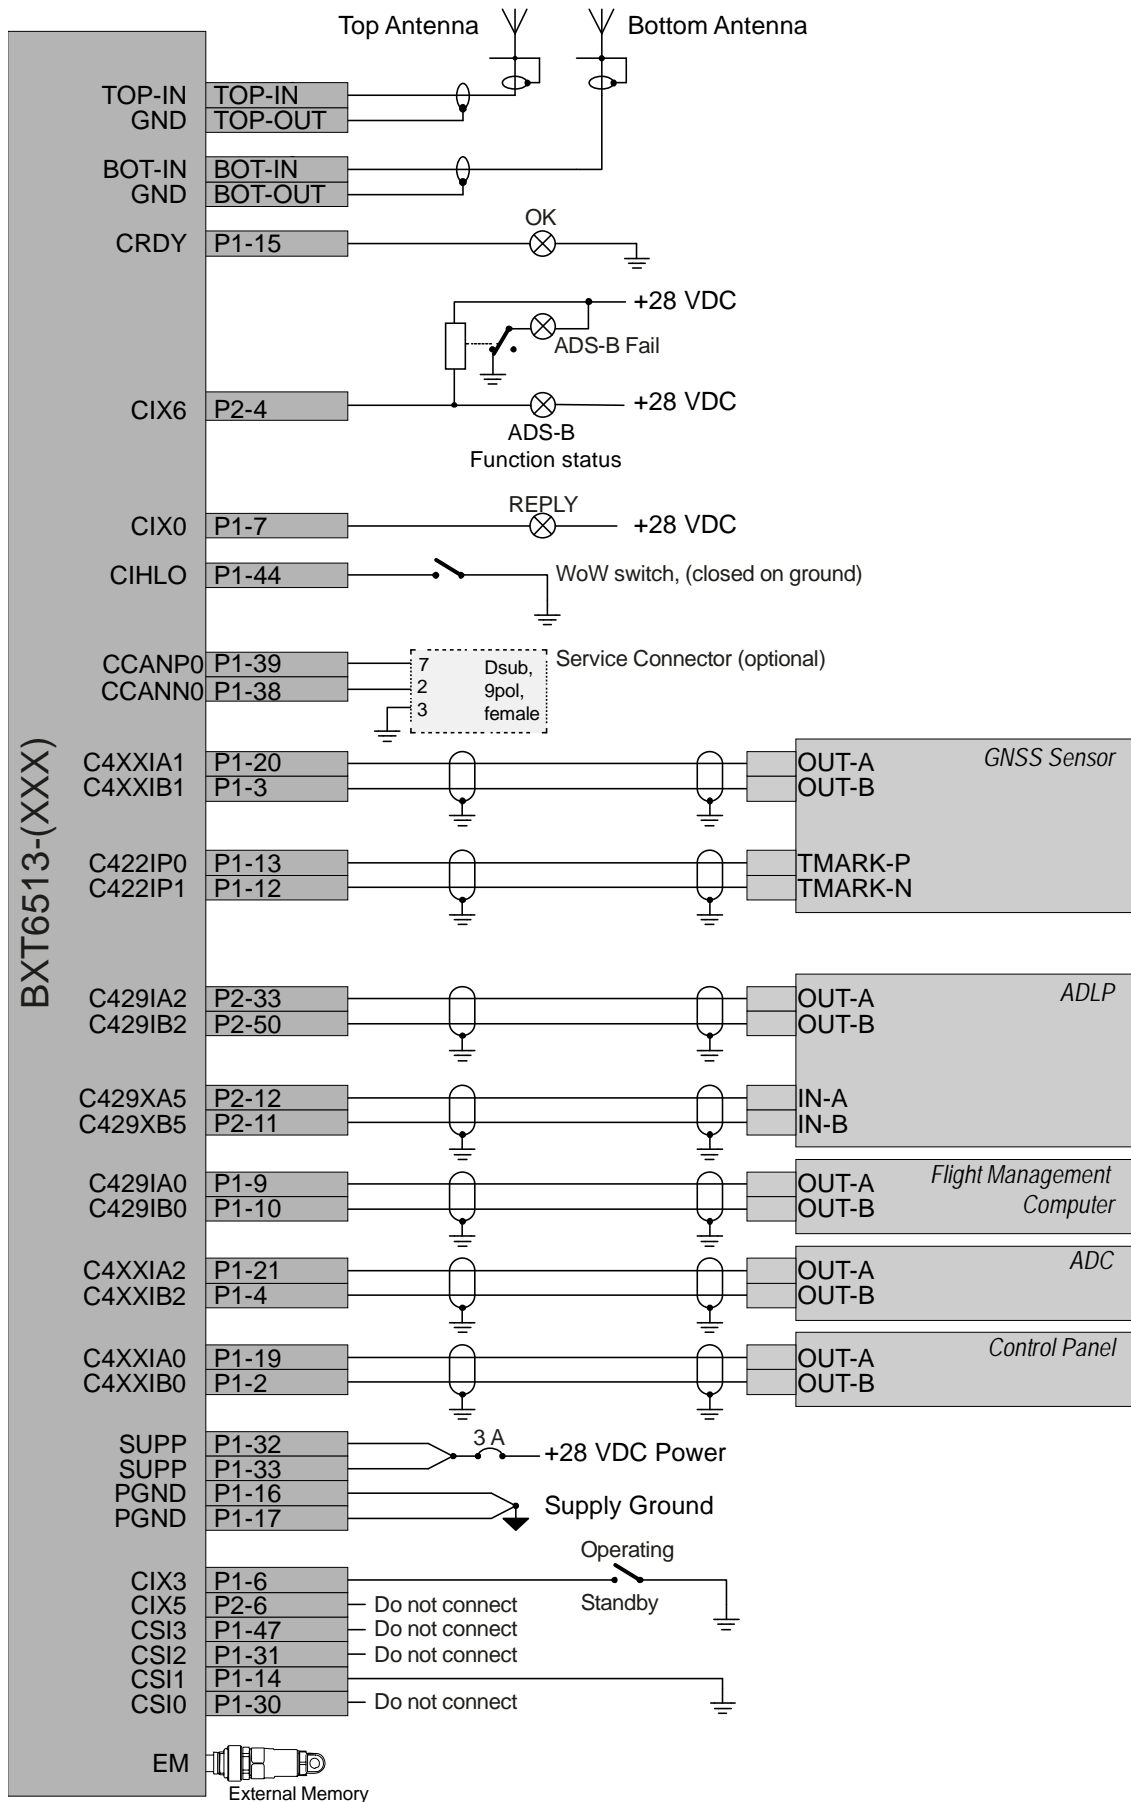 Top Antenna
Bottom Antenna
TOP-IN TOP-IN
GND TOP-OUT
BOT-IN BOT-IN
GND BOT-OUT
OK
CRDY P1-15
+28 VDC
ADS-B Fail
CIX6 P2-4
+28 VDC
ADS-B
Function status
REPLY
CIX0 P1-7
+28 VDC
CIHLO P1-44
WoW switch, (closed on ground)
CCANP0 P1-39
CCANN0 P1-38
7
2
3
Dsub,
9pol,
female
Service Connector (optional)
BXT6513-(XXX)
C4XXIA1 P1-20
OUT-A
GNSS Sensor
C4XXIB1 P1-3
OUT-B
C422IP0 P1-13
TMARK-P
C422IP1 P1-12
TMARK-N
C429IA2 P2-33
OUT-A
ADLP
C429IB2 P2-50
OUT-B
C429XA5 P2-12
IN-A
C429XB5 P2-11
IN-B
C429IA0 P1-9
OUT-A
Flight Management
Computer
C429IB0 P1-10
OUT-B
C4XXIA2 P1-21
OUT-A
ADC
C4XXIB2 P1-4
OUT-B
C4XXIA0 P1-19
OUT-A
Control Panel
C4XXIB0 P1-2
OUT-B
SUPP P1-32
3 A
+28 VDC Power
SUPP P1-33
PGND P1-16
Supply Ground
PGND P1-17
Operating
CIX3 P1-6
Standby
CIX5 P2-6 Do not connect
CSI3 P1-47 Do not connect
CSI2 P1-31 Do not connect
CSI1 P1-14
CSI0 P1-30 Do not connect
EM
External Memory